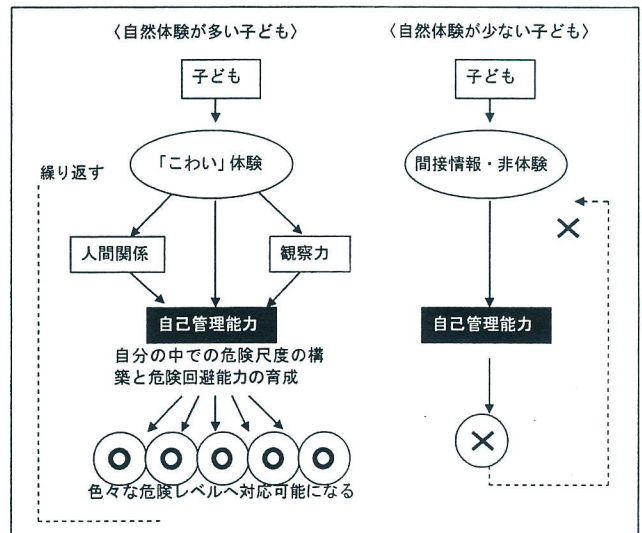 〈自然体験が多い子ども〉
〈自然体験が少ない子ども〉
子ども
子ども
「こわい」体験
間接情報・非体験
繰り返す
人間関係
観察力
自己管理能力
自己管理能力
自分の中での危険尺度の構
築と危険回避能力の育成
色々な危険レベルへ対応可能になる